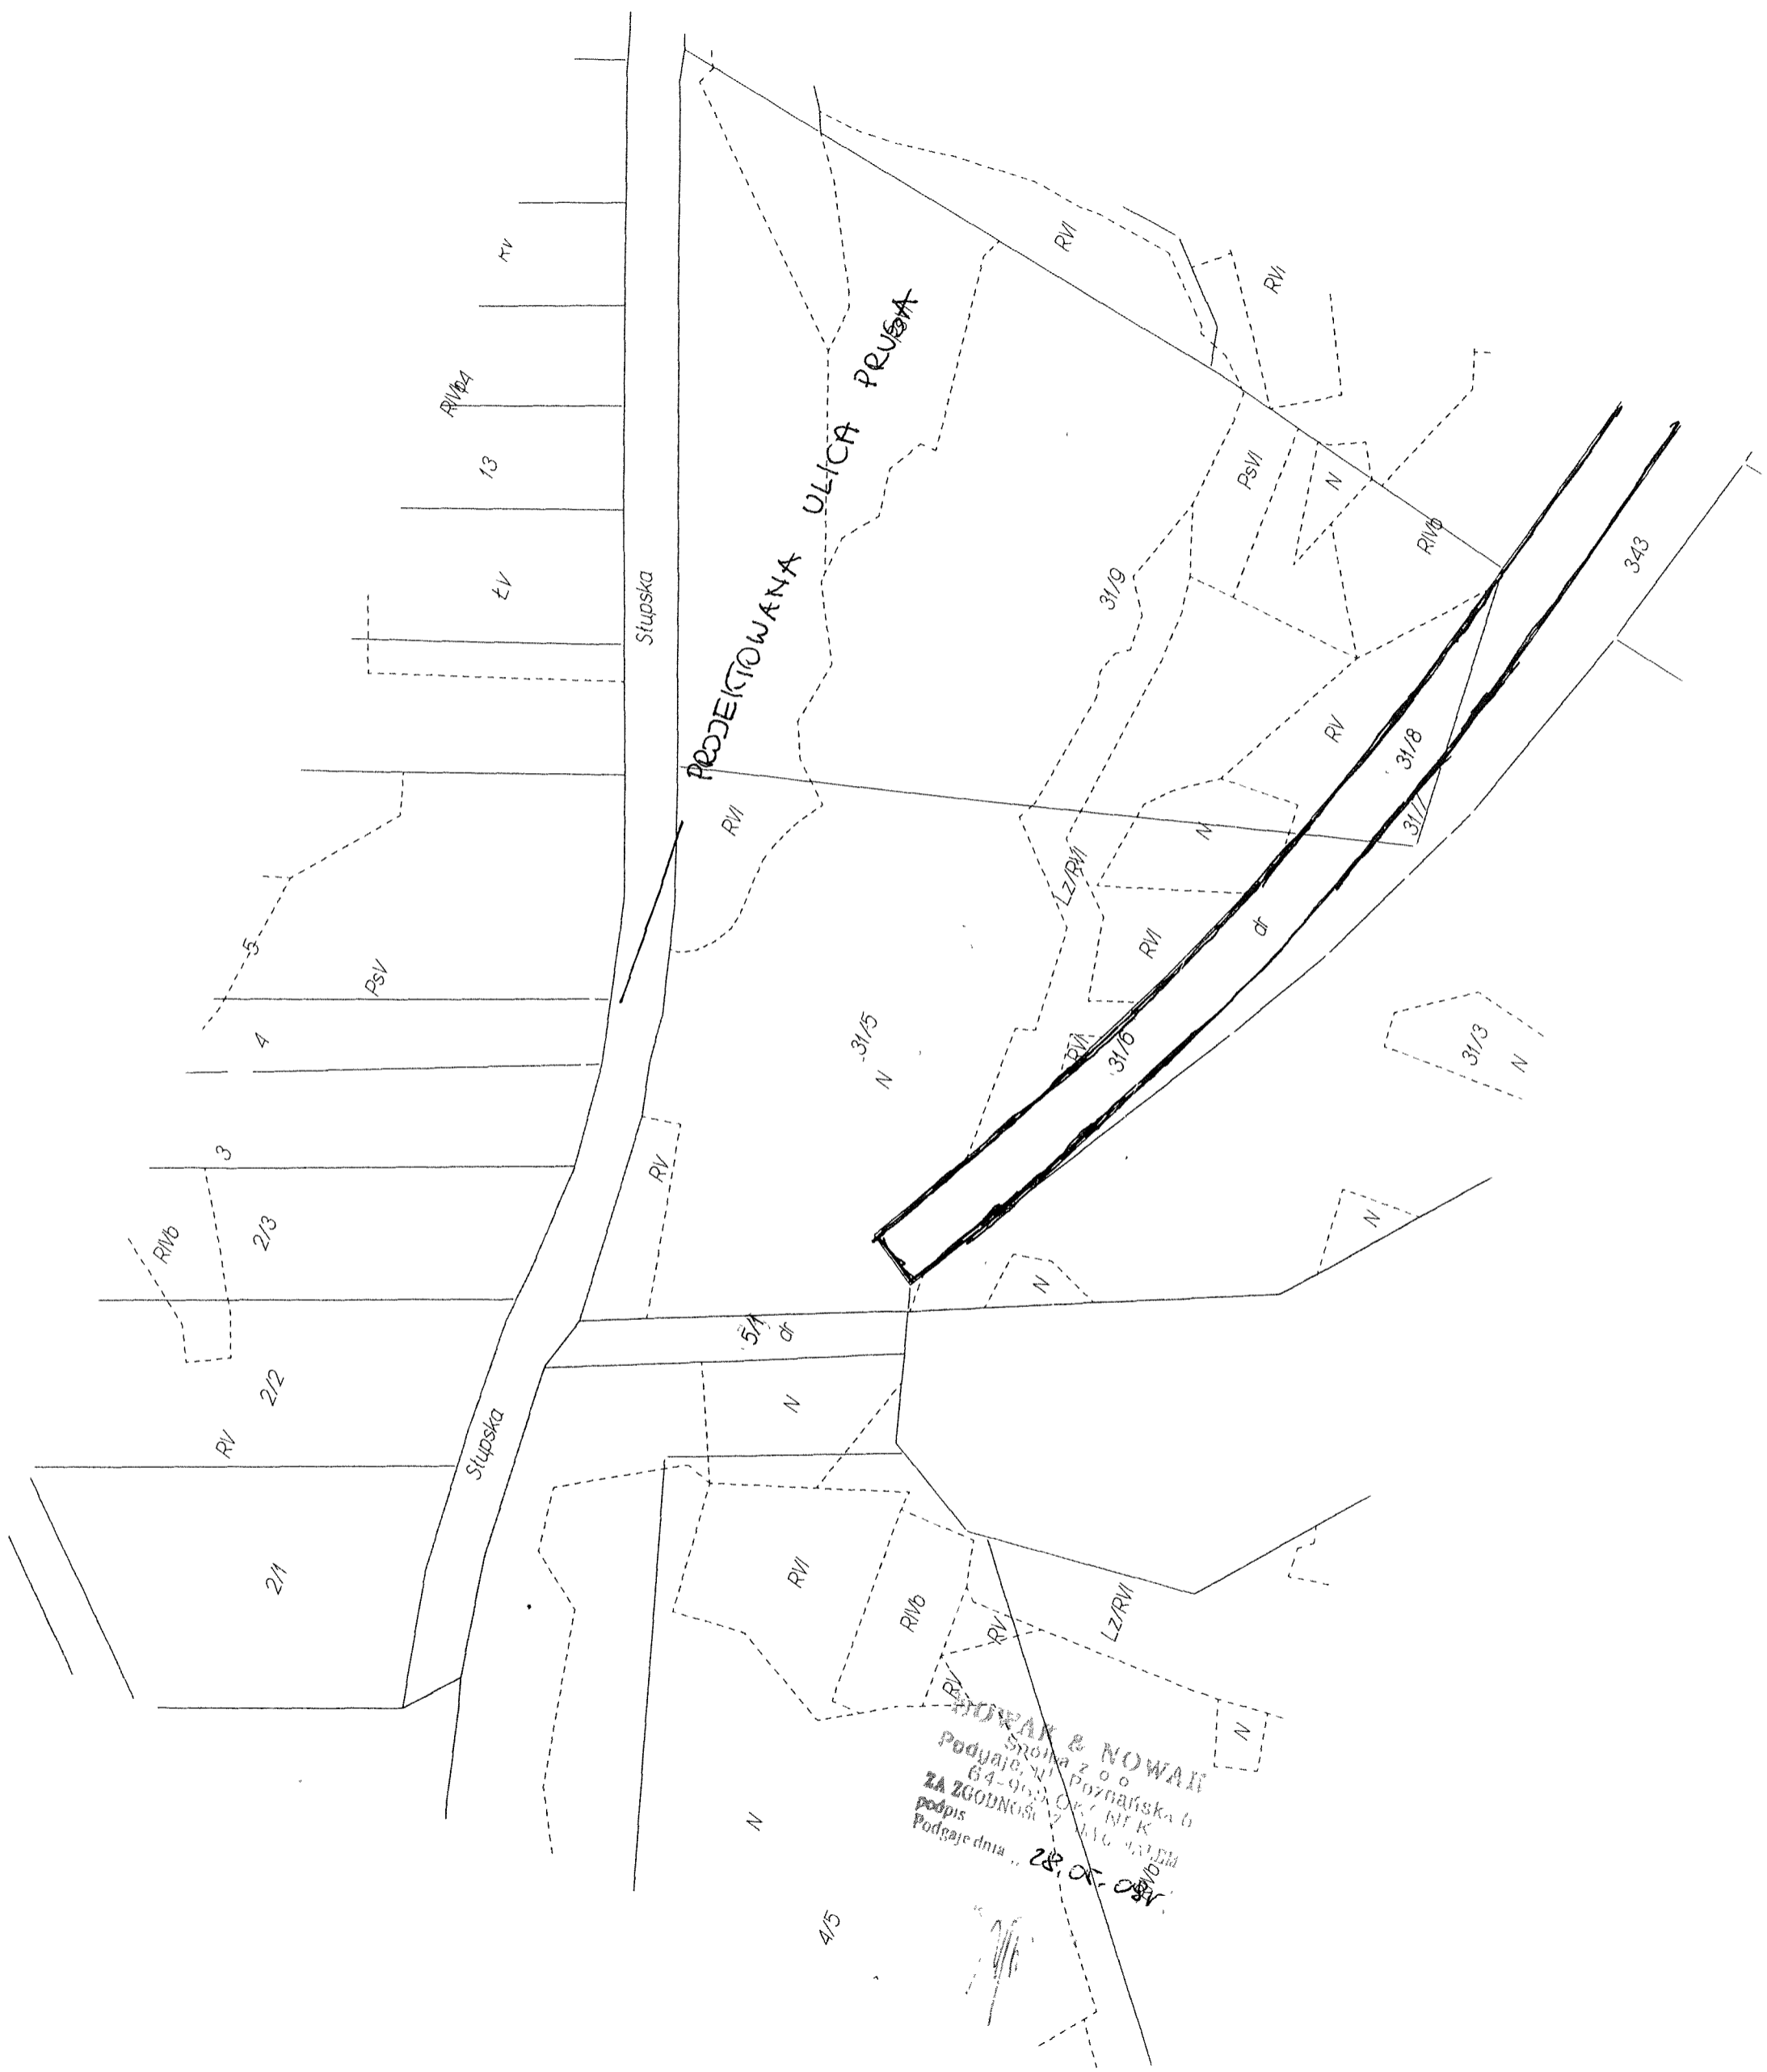 RV
RVI
RVI
13
ŁV
Słupska
PROJEKTOWANA ULICA PRUSA
31/9
PsVI
N
RIVb
343
RV
31/8
31/7
RVI
N
Lz/RVI
RVI
dr
5
PsV
4
31/5
N
RVI
31/6
31/3
N
3
RV
RIVb
2/3
N
N
5/1
dr
2/2
RV
N
Słupska
2/1
RVI
RIVb
RV
Lz/RVI
RV
N
NOWAK & NOWAK
Spółka z o o
Podgaje, ul Poznańska 6
ZA ZGODNOŚĆ Z
podpis
Podgaje dnia
N
RIVb
4/5